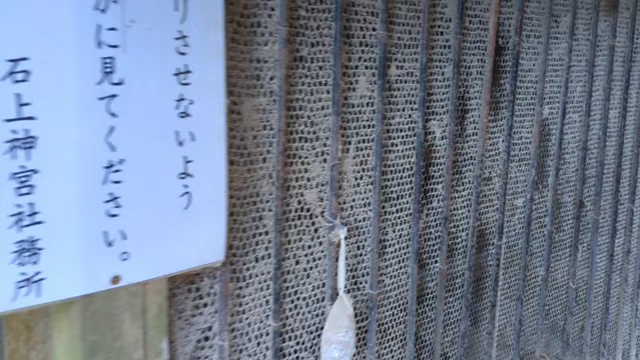 りさせないよう
かに見てください。
石上神宮社務所